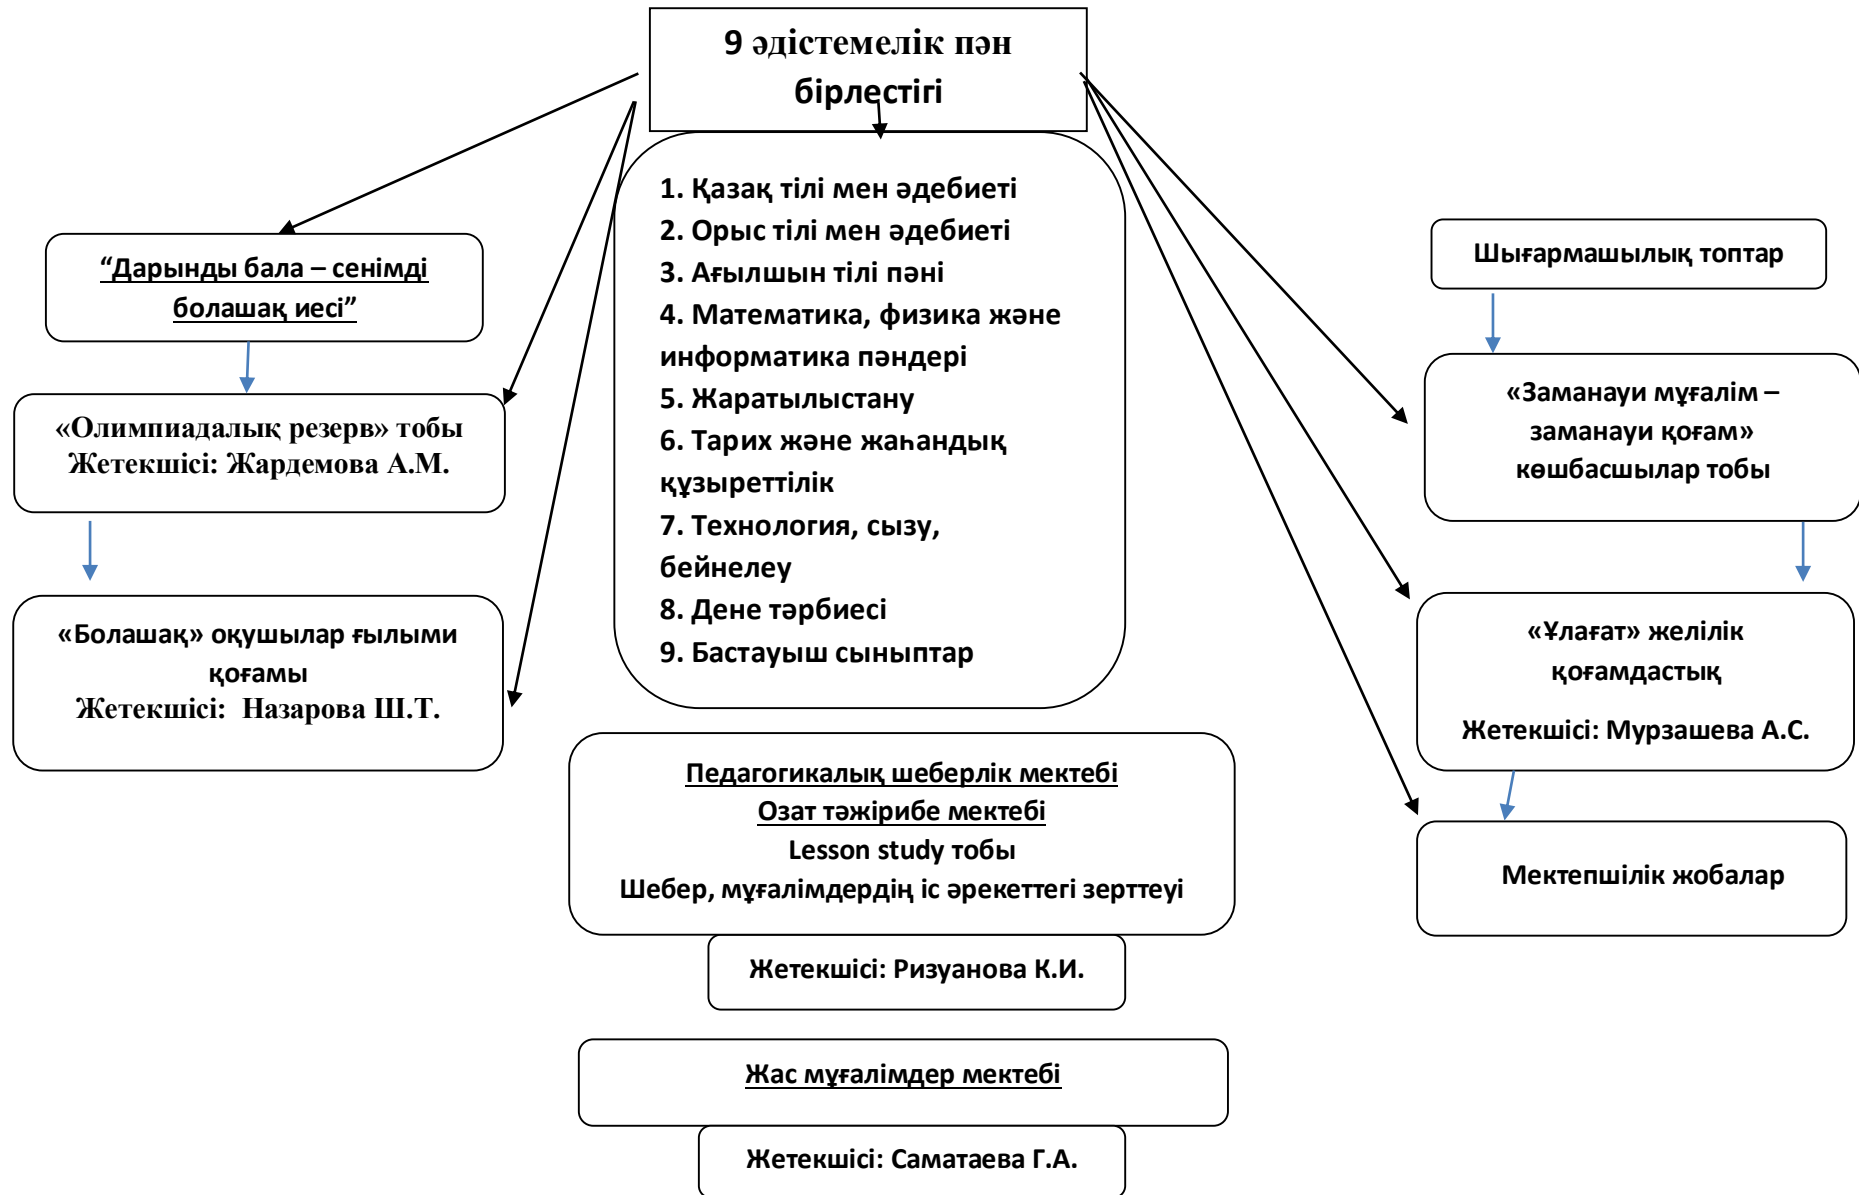 9 әдістемелік пән
бірлестігі
1. Қазақ тілі мен әдебиеті
2. Орыс тілі мен әдебиеті
3. Ағылшын тілі пәні
4. Математика, физика және
информатика пәндері
5. Жаратылыстану
6. Тарих және жаһандық
құзыреттілік
7. Технология, сызу,
бейнелеу
8. Дене тәрбиесі
9. Бастауыш сыныптар
“Дарынды бала – сенімді
болашақ иесі”
«Олимпиадалық резерв» тобы
Жетекшісі: Жардемова А.М.
«Болашақ» оқушылар ғылыми
қоғамы
Жетекшісі: Назарова Ш.Т.
Шығармашылық топтар
«Заманауи мұғалім –
заманауи қоғам»
көшбасшылар тобы
«Ұлағат» желілік
қоғамдастық
Жетекшісі: Мурзашева А.С.
Мектепшілік жобалар
Педагогикалық шеберлік мектебі
Озат тәжірибе мектебі
Lesson study тобы
Шебер, мұғалімдердің іс әрекеттегі зерттеуі
Жетекшісі: Ризуанова К.И.
Жас мұғалімдер мектебі
Жетекшісі: Саматаева Г.А.